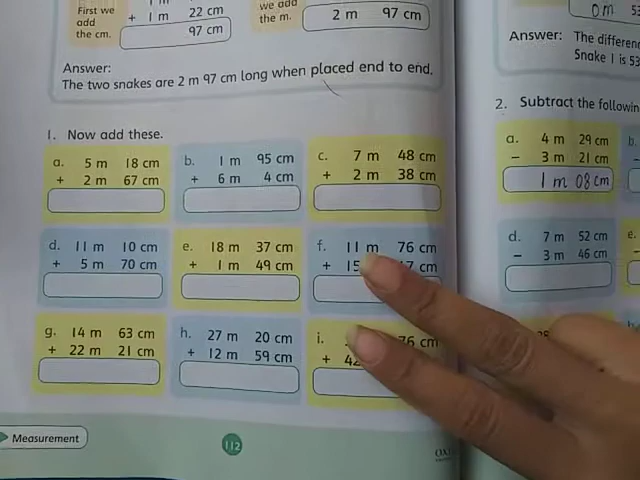 First we
add
the cm.
22 cm
+ 1 m
97 cm
we add
the m.
2 m 97 cm
Answer:
The two snakes are 2 m 97 cm long when placed end to end.
1. Now add these.
a. 5 m 18 cm
+ 2 m 67 cm
b. 1 m 95 cm
+ 6 m 4 cm
c. 7 m 48 cm
+ 2 m 38 cm
d. 11 m 10 cm
+ 5 m 70 cm
e. 18 m 37 cm
+ 1 m 49 cm
f. 11 m 76 cm
+ 15 cm
g. 14 m 63 cm
+ 22 m 21 cm
h. 27 m 20 cm
+ 12 m 59 cm
i. 76 cm
+ 42
Measurement
112
0 m 53
Answer: The
Snake 1 is 53
2. Subtract the
a. 4 m 29 cm
- 3 m 21 cm
1 m 08 cm
b.
d. 7 m 52 cm
- 3 m 46 cm
e.